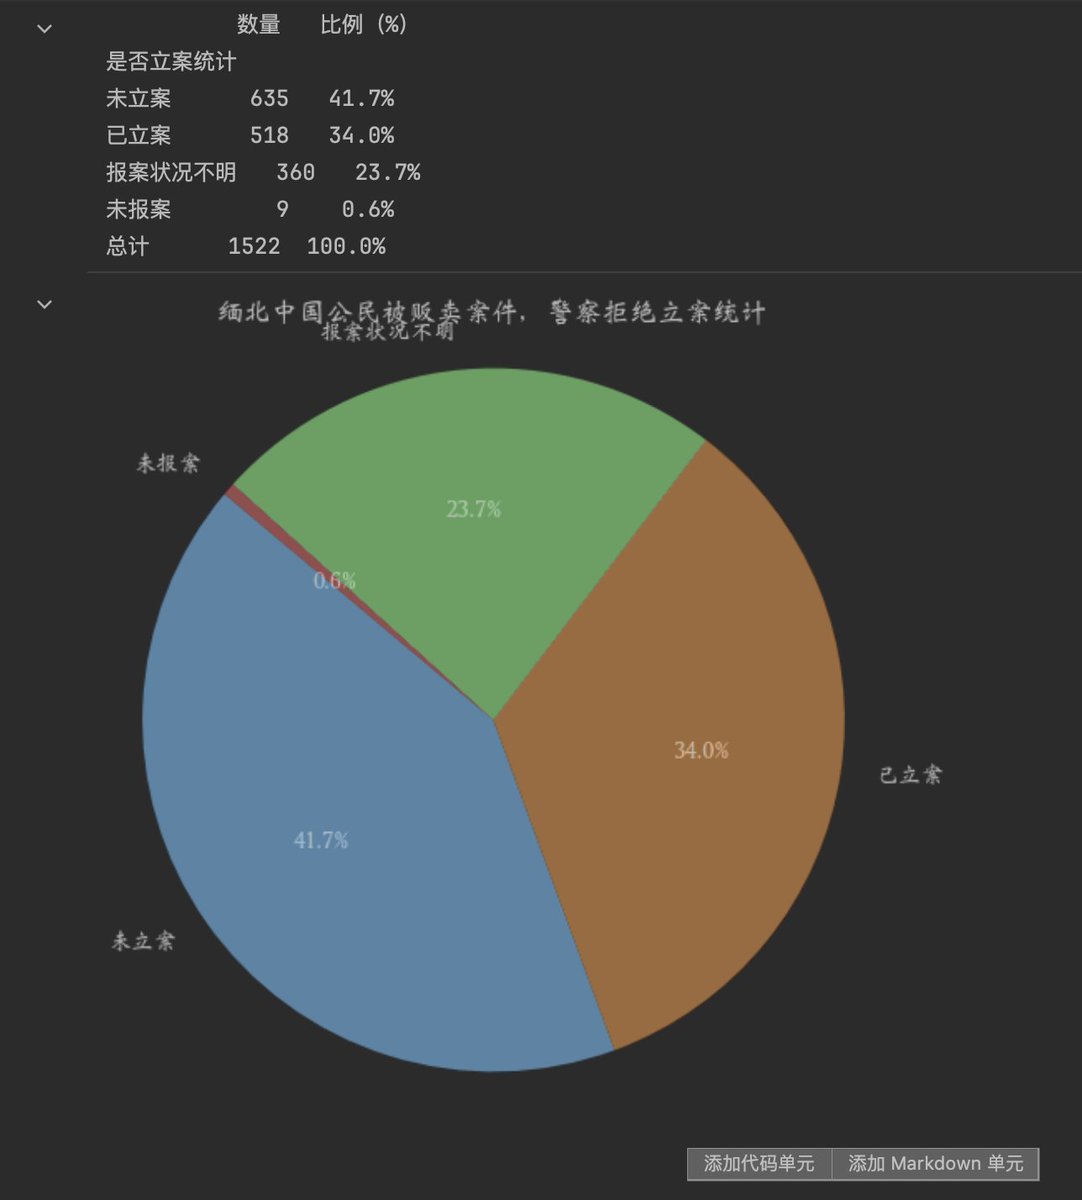 数量 比例 (%)
是否立案统计
未立案 635 41.7%
已立案 518 34.0%
报案状况不明 360 23.7%
未报案 9 0.6%
总计 1522 100.0%
缅北中国公民被贩卖案件, 警察拒绝立案统计
报案状况不明
未报案
23.7%
0.6%
34.0%
已立案
41.7%
未立案
添加代码单元 添加 Markdown 单元